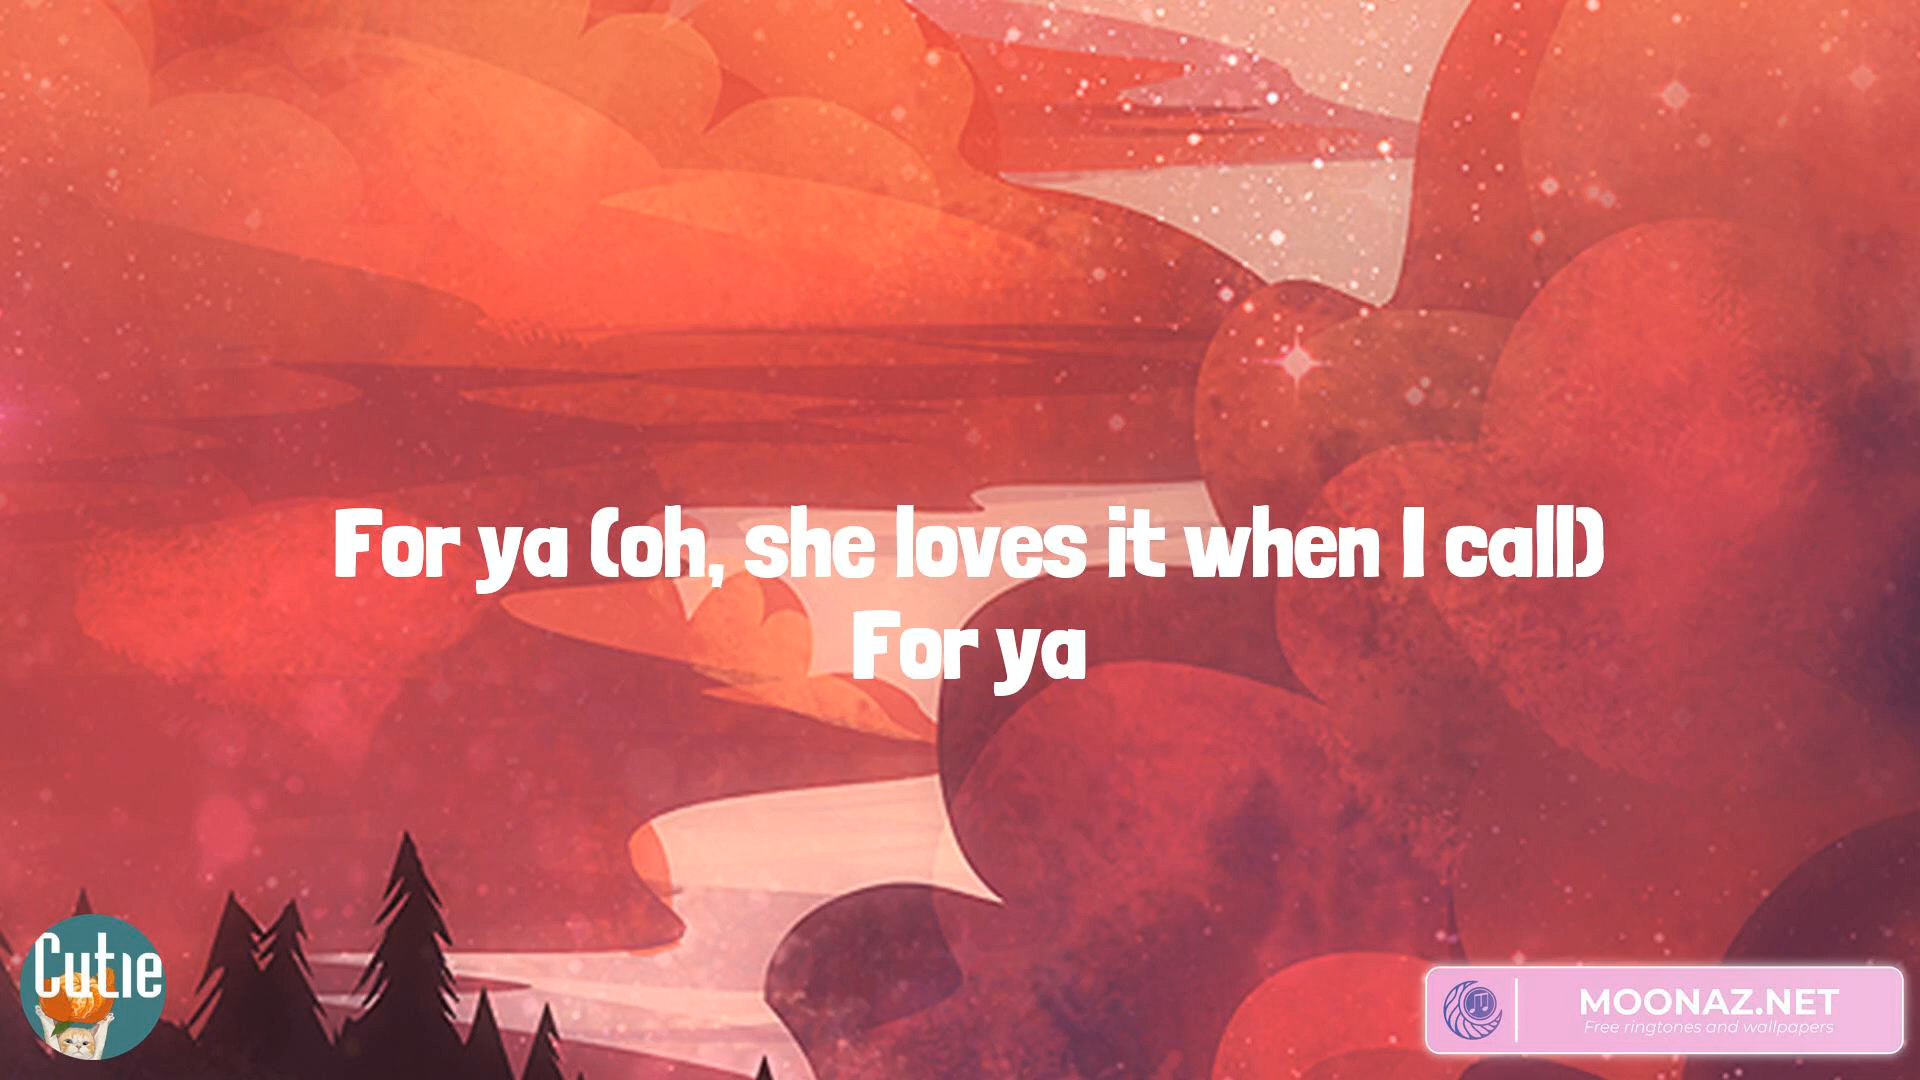 For ya (oh, she loves it when I call)
For ya
Cutie
MOONAZ.NET
Free ringtones and wallpapers